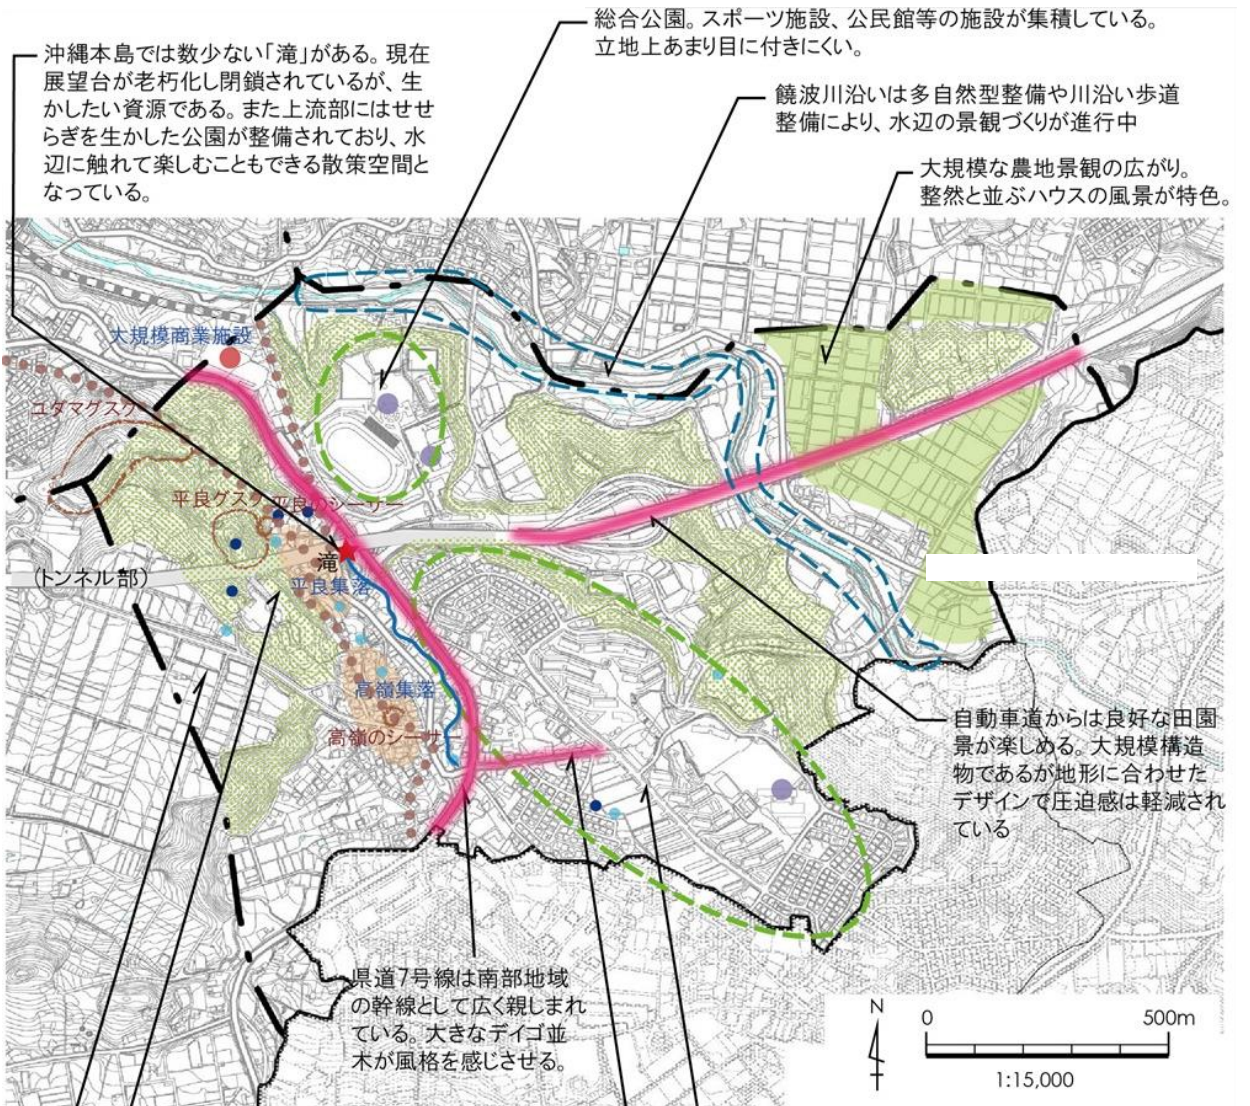 総合公園。スポーツ施設、公民館等の施設が集積している。
立地上あまり目に付きにくい。
沖縄本島では数少ない「滝」がある。現在
展望台が老朽化し閉鎖されているが、生
かしたい資源である。また上流部にはせせ
らぎを生かした公園が整備されており、水
辺に触れて楽しむこともできる散策空間と
なっている。
饒波川沿いは多自然型整備や川沿い歩道
整備により、水辺の景観づくりが進行中
大規模な農地景観の広がり。
整然と並ぶハウスの風景が特色。
大規模商業施設
ユダマグスク
平良グスク
平良のシーサー
滝
(トンネル部)
平良集落
高嶺集落
高嶺のシーサー
自動車道からは良好な田園
景が楽しめる。大規模構造
物であるが地形に合わせた
デザインで圧迫感は軽減され
ている
県道7号線は南部地域
の幹線として広く親しまれ
ている。大きなデイゴ並
木が風格を感じさせる。
N
0 500m
1:15,000